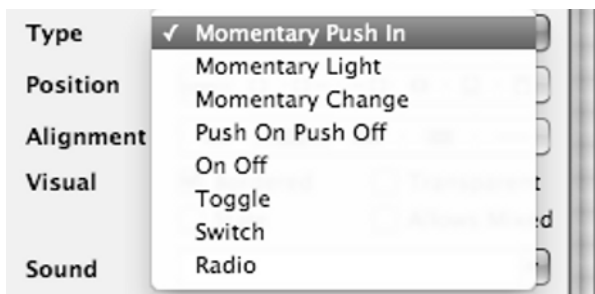 Type ✓ Momentary Push In
Momentary Light
Position
Momentary Change
Alignment Push On Push Off
On Off
Visual
Toggle
Switch
Sound Radio